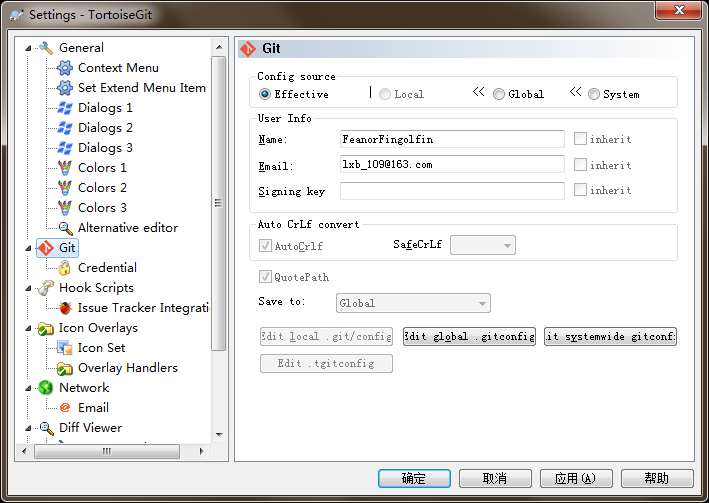 Settings - TortoiseGit
General
Context Menu
Set Extend Menu Item
Dialogs 1
Dialogs 2
Dialogs 3
Colors 1
Colors 2
Colors 3
Alternative editor
Git
Credential
Hook Scripts
Issue Tracker Integratio
Icon Overlays
Icon Set
Overlay Handlers
Network
Email
Diff Viewer
Git
Config source
Effective | Local << Global << System
User Info
Name: FeanorFingolfin inherit
Email: lxb_109@163.com inherit
Signing key inherit
Auto CrLf convert
AutoCrlf SafeCrLf
QuotePath
Save to: Global
Edit local .git/config Edit global .gitconfig it systemwide gitconf
Edit .tgitconfig
确定 取消 应用(A) 帮助